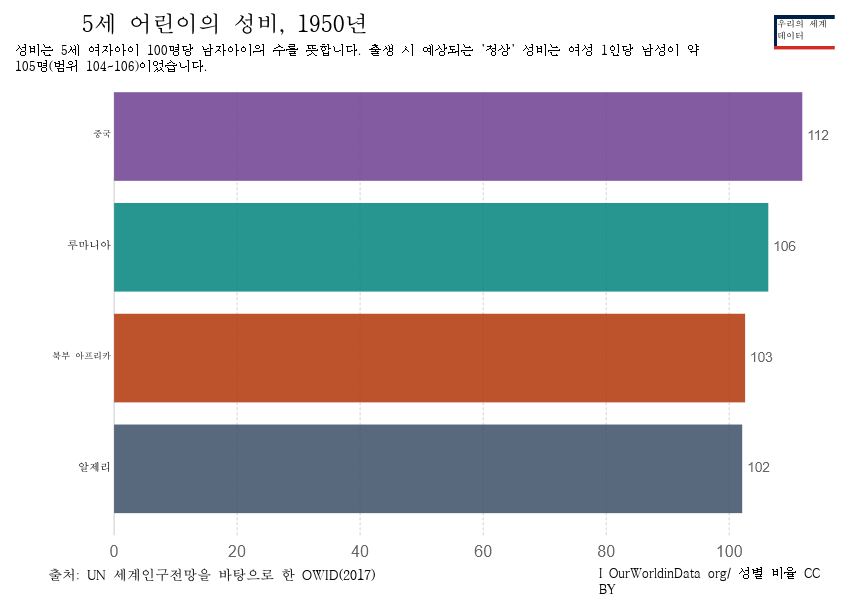 5세 어린이의 성비, 1950년
우리의 세계
데이터
성비는 5세 여자아이 100명당 남자아이의 수를 뜻합니다. 출생 시 예상되는 '정상' 성비는 여성 1인당 남성이 약
105명(범위 104~106)이었습니다.
중국
112
루마니아
106
북부 아프리카
103
알제리
102
0 20 40 60 80 100
출처: UN 세계인구전망을 바탕으로 한 OWID(2017)
I OurWorldinData org/ 성별 비율 CC
BY